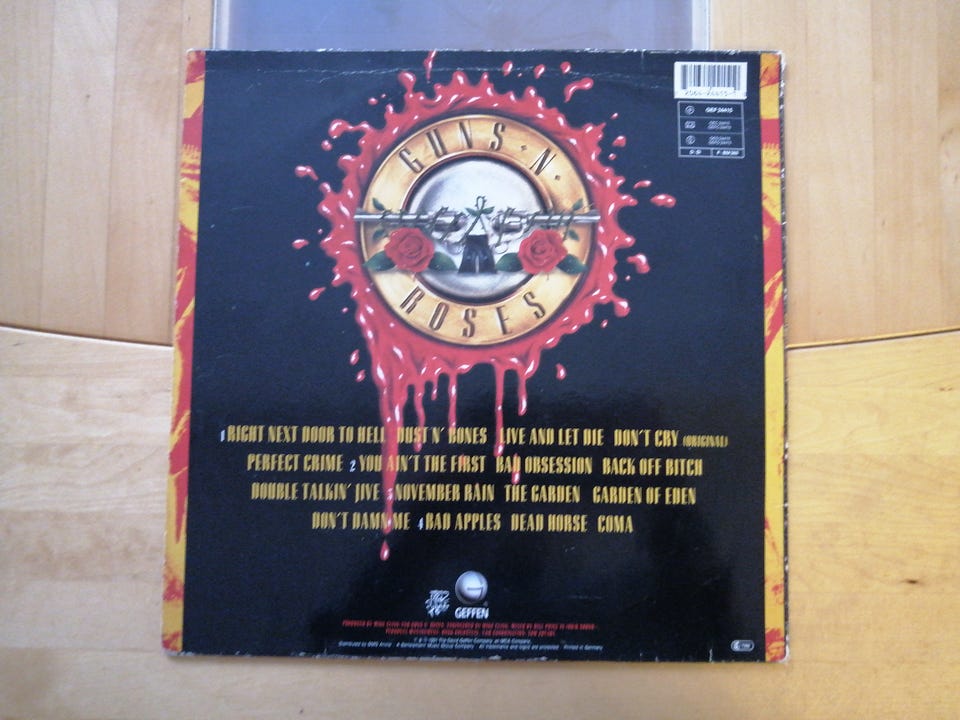 GEF 24415
GUNS N'
ROSES
1 RIGHT NEXT DOOR TO HELL DUST N' BONES LIVE AND LET DIE DON'T CRY (ORIGINAL)
PERFECT CRIME 2 YOU AIN'T THE FIRST BAD OBSESSION BACK OFF BITCH
DOUBLE TALKIN' JIVE 3 NOVEMBER RAIN THE GARDEN GARDEN OF EDEN
DON'T DAMN ME 4 BAD APPLES DEAD HORSE COMA
GEFFEN